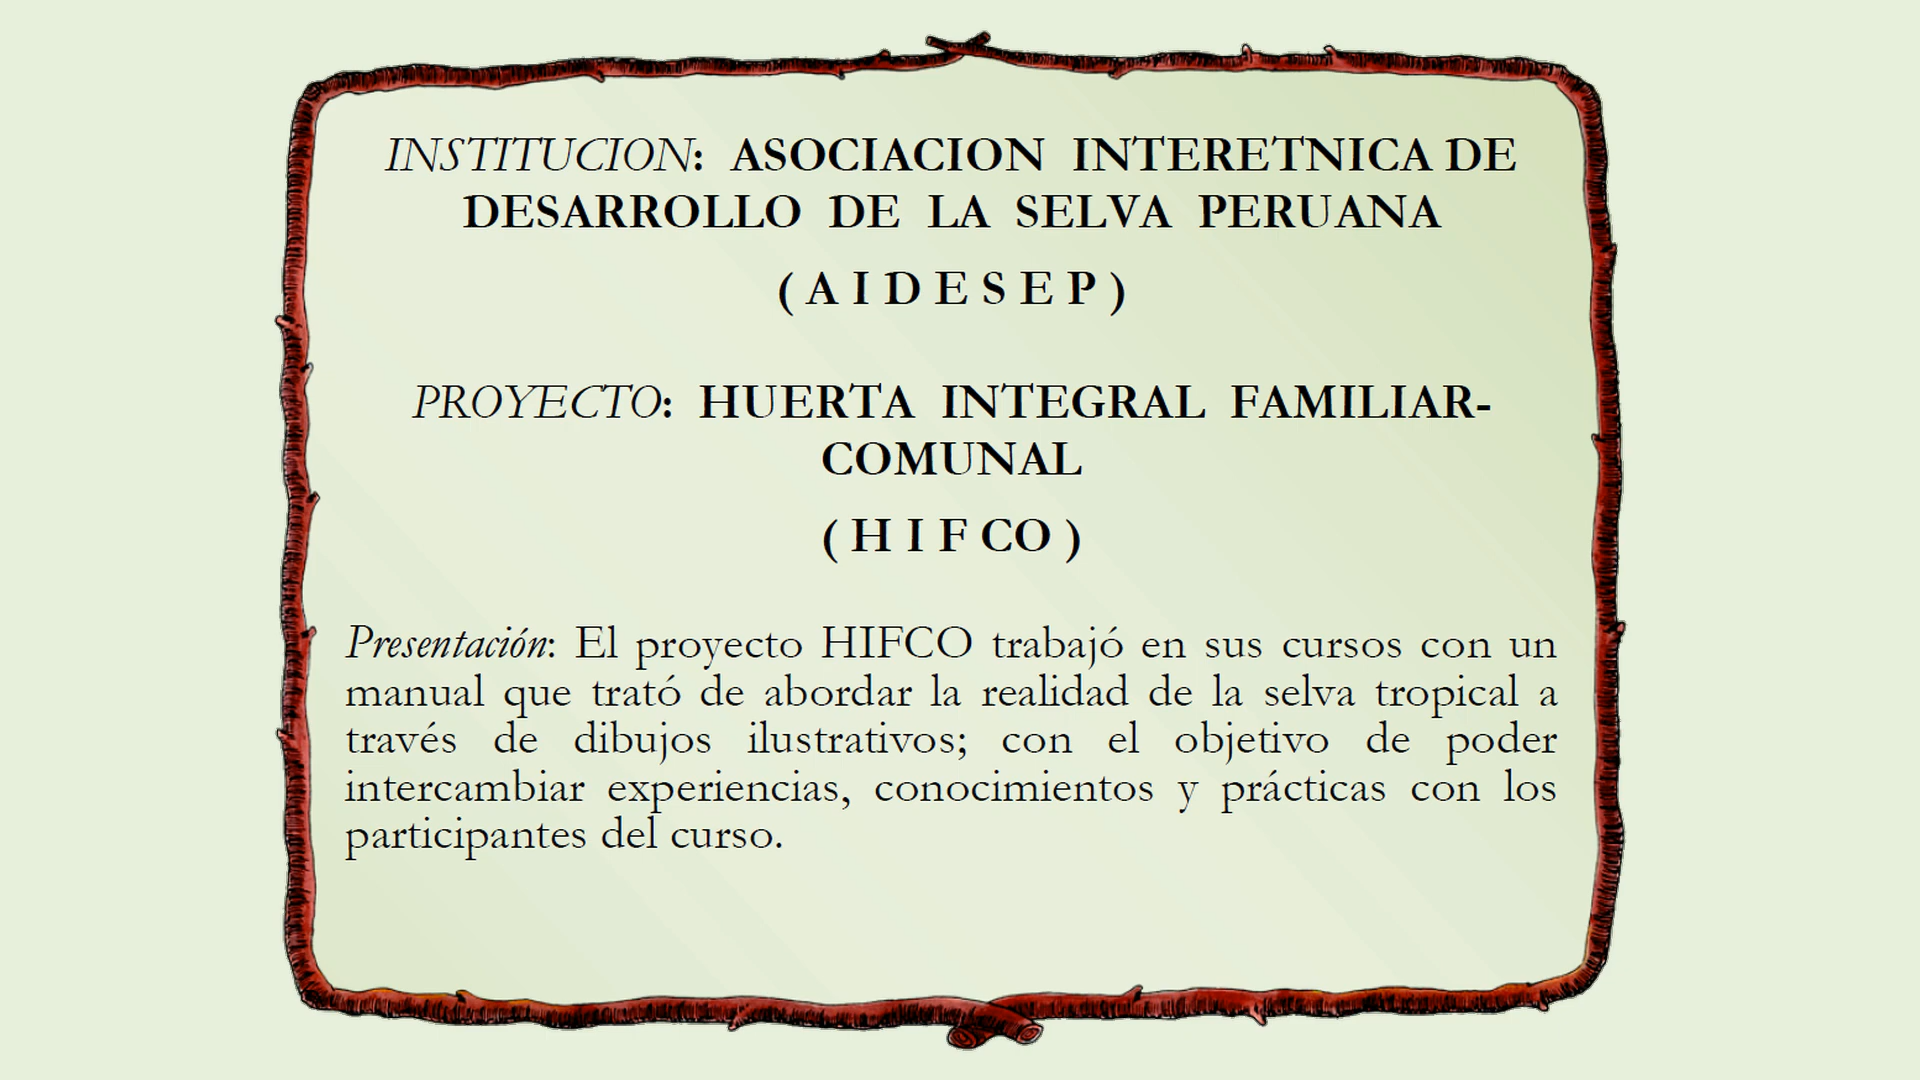 INSTITUCION: ASOCIACION INTERETNICA DE
DESARROLLO DE LA SELVA PERUANA
( A I D E S E P )
PROYECTO: HUERTA INTEGRAL FAMILIAR-
COMUNAL
( H I F CO )
Presentación: El proyecto HIFCO trabajó en sus cursos con un
manual que trató de abordar la realidad de la selva tropical a
través de dibujos ilustrativos; con el objetivo de poder
intercambiar experiencias, conocimientos y prácticas con los
participantes del curso.